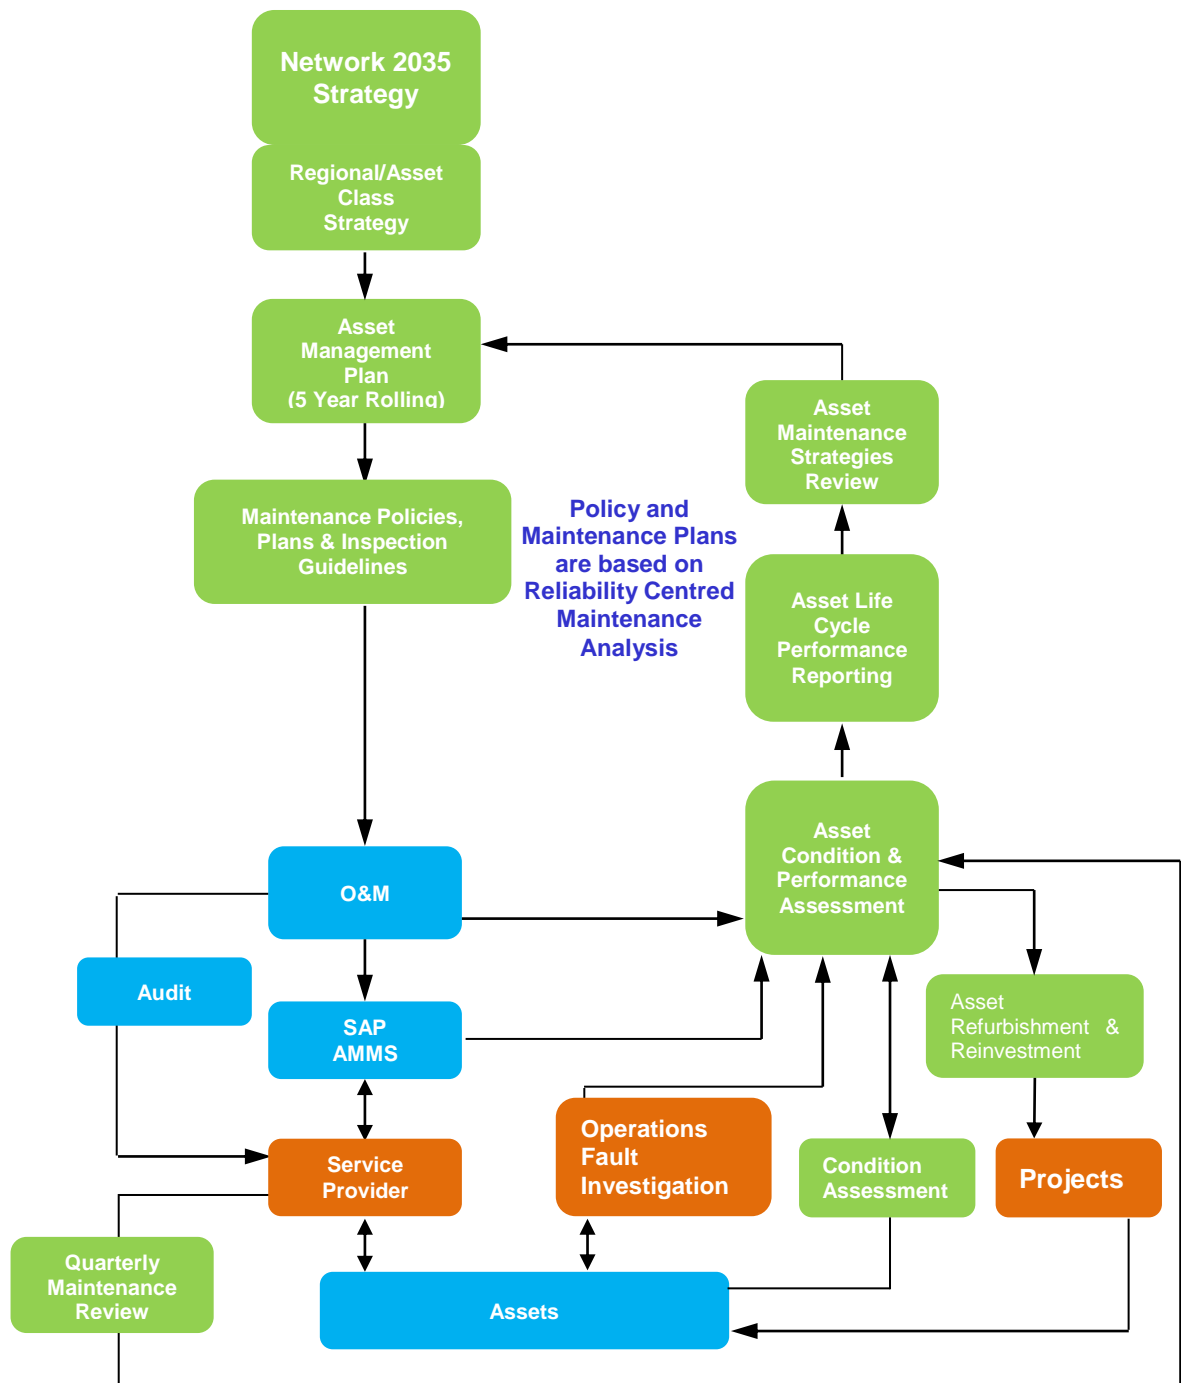 Network 2035
Strategy
Regional/Asset
Class
Strategy
Asset
Management
Plan
(5 Year Rolling)
Asset
Maintenance
Strategies
Review
Maintenance Policies,
Plans & Inspection
Guidelines
Policy and
Maintenance Plans
are based on
Reliability Centred
Maintenance
Analysis
Asset Life
Cycle
Performance
Reporting
Asset
Condition &
Performance
Assessment
O&M
Audit
SAP
AMMS
Asset
Refurbishment &
Reinvestment
Operations
Fault
Investigation
Service
Provider
Condition
Assessment
Projects
Quarterly
Maintenance
Review
Assets